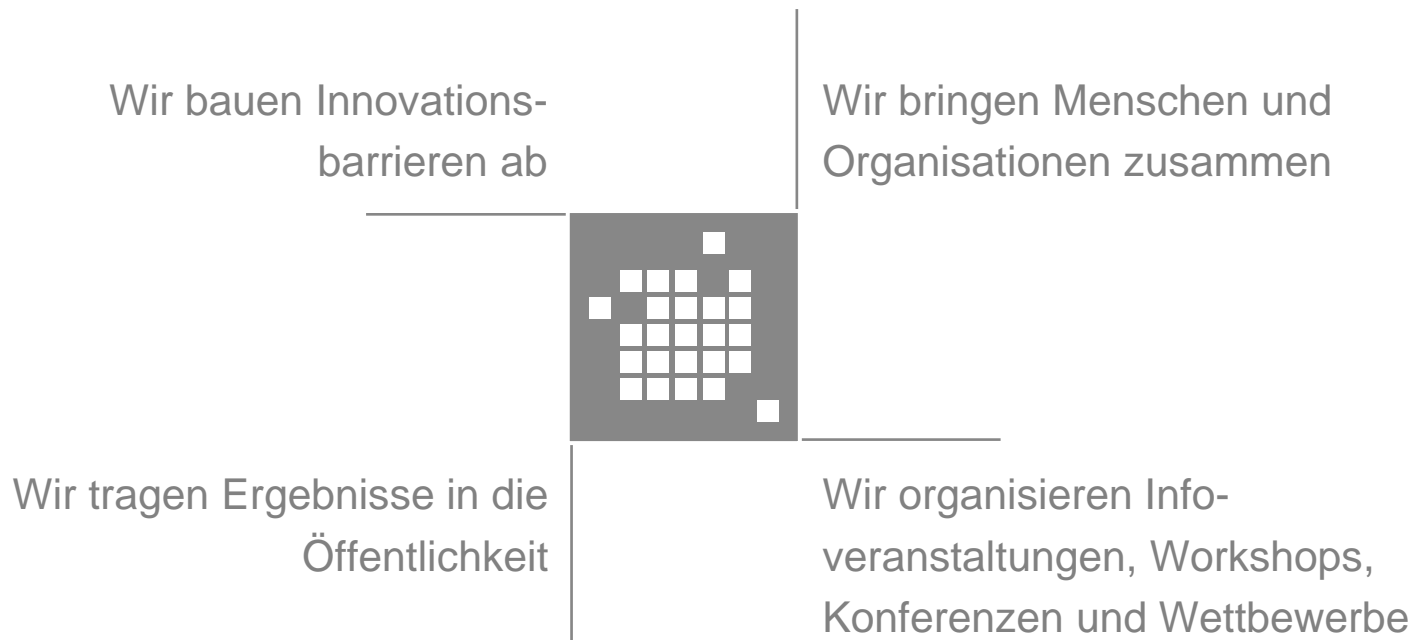 Wir bauen Innovations-
barrieren ab
Wir bringen Menschen und
Organisationen zusammen
Wir tragen Ergebnisse in die
Öffentlichkeit
Wir organisieren Info-
veranstaltungen, Workshops,
Konferenzen und Wettbewerbe